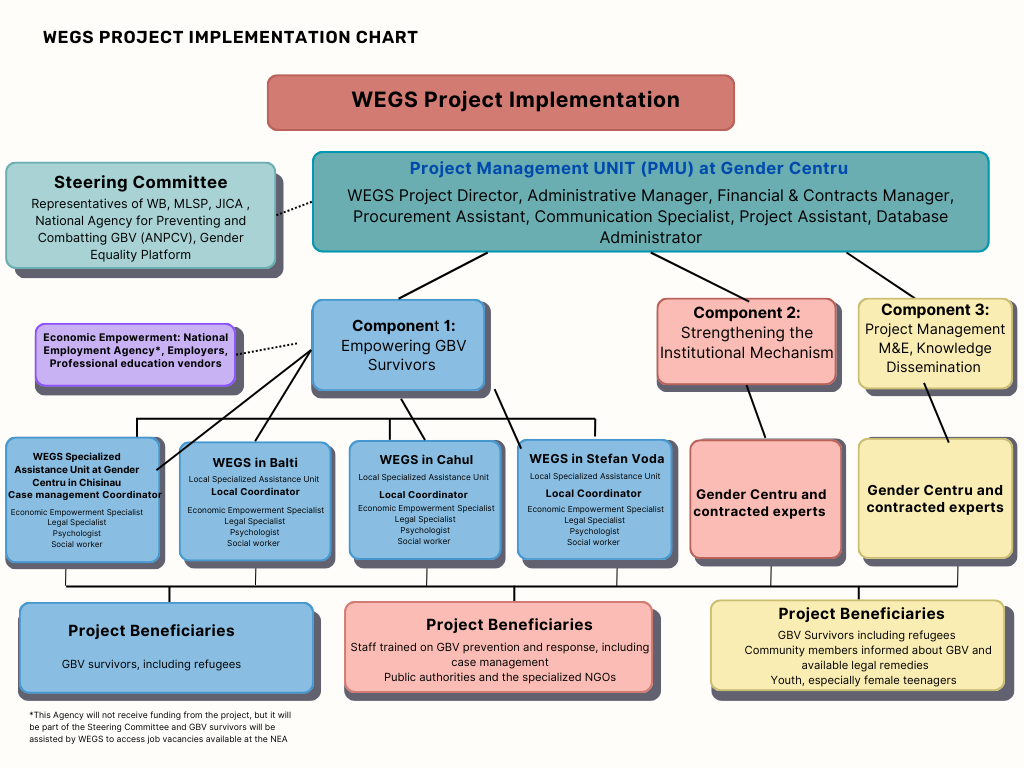 WEGS PROJECT IMPLEMENTATION CHART
WEGS Project Implementation
Steering Committee
Representatives of WB, MLSP, JICA ,
National Agency for Preventing and
Combatting GBV (ANPCV), Gender
Equality Platform
Project Management UNIT (PMU) at Gender Centru
WEGS Project Director, Administrative Manager, Financial & Contracts Manager,
Procurement Assistant, Communication Specialist, Project Assistant, Database
Administrator
Economic Empowerment: National
Employment Agency*, Employers,
Professional education vendors
Component 1:
Empowering GBV
Survivors
Component 2:
Strengthening the
Institutional Mechanism
Component 3:
Project Management
M&E, Knowledge
Dissemination
WEGS Specialized
Assistance Unit at Gender
Centru in Chisinau
Case management Coordinator
Economic Empowerment Specialist
Legal Specialist
Psychologist
Social worker
WEGS in Balti
Local Specialized Assistance Unit
Local Coordinator
Economic Empowerment Specialist
Legal Specialist
Psychologist
Social worker
WEGS in Cahul
Local Specialized Assistance Unit
Local Coordinator
Economic Empowerment Specialist
Legal Specialist
Psychologist
Social worker
WEGS in Stefan Voda
Local Specialized Assistance Unit
Local Coordinator
Economic Empowerment Specialist
Legal Specialist
Psychologist
Social worker
Gender Centru and
contracted experts
Gender Centru and
contracted experts
Project Beneficiaries
GBV survivors, including refugees
Project Beneficiaries
Staff trained on GBV prevention and response, including
case management
Public authorities and the specialized NGOs
Project Beneficiaries
GBV Survivors including refugees
Community members informed about GBV and
available legal remedies
Youth, especially female teenagers
*This Agency will not receive funding from the project, but it will
be part of the Steering Committee and GBV survivors will be
assisted by WEGS to access job vacancies available at the NEA